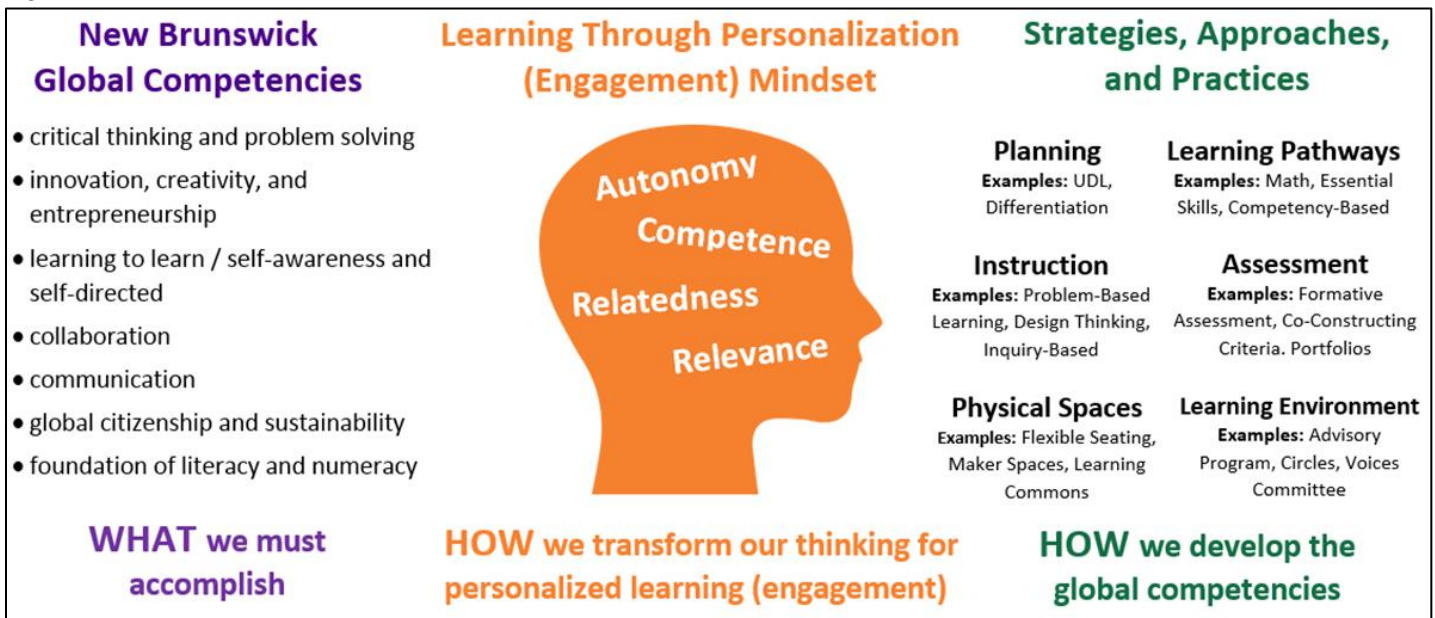 New Brunswick
Global Competencies
• critical thinking and problem solving
• innovation, creativity, and
entrepreneurship
• learning to learn / self-awareness and
self-directed
• collaboration
• communication
• global citizenship and sustainability
• foundation of literacy and numeracy
WHAT we must
accomplish
Learning Through Personalization
(Engagement) Mindset
Autonomy
Competence
Relatedness
Relevance
HOW we transform our thinking for
personalized learning (engagement)
Strategies, Approaches,
and Practices
Planning
Examples: UDL,
Differentiation
Learning Pathways
Examples: Math, Essential
Skills, Competency-Based
Instruction
Examples: Problem-Based
Learning, Design Thinking,
Inquiry-Based
Assessment
Examples: Formative
Assessment, Co-Constructing
Criteria. Portfolios
Physical Spaces
Examples: Flexible Seating,
Maker Spaces, Learning
Commons
Learning Environment
Examples: Advisory
Program, Circles, Voices
Committee
HOW we develop the
global competencies